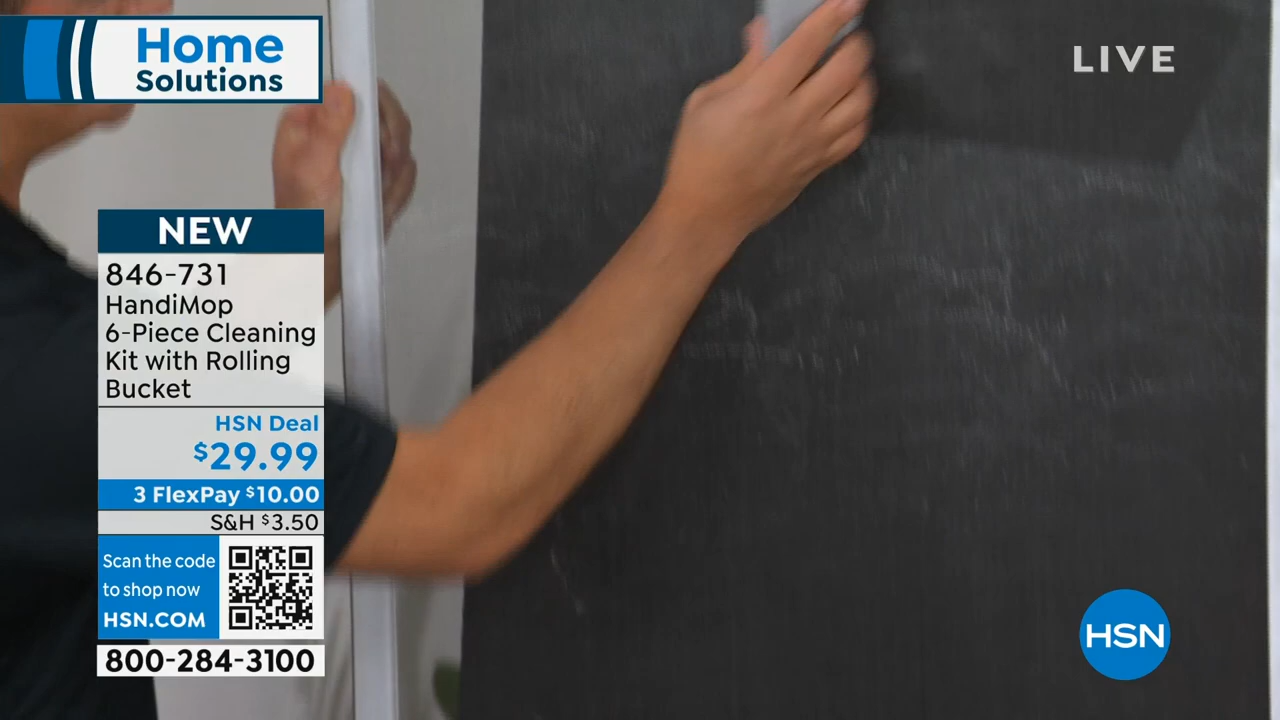 Home
Solutions
LIVE
NEW
846-731
HandiMop
6-Piece Cleaning
Kit with Rolling
Bucket
HSN Deal
$29.99
3 FlexPay $10.00
S&H $3.50
Scan the code
to shop now
HSN.COM
800-284-3100
HSN